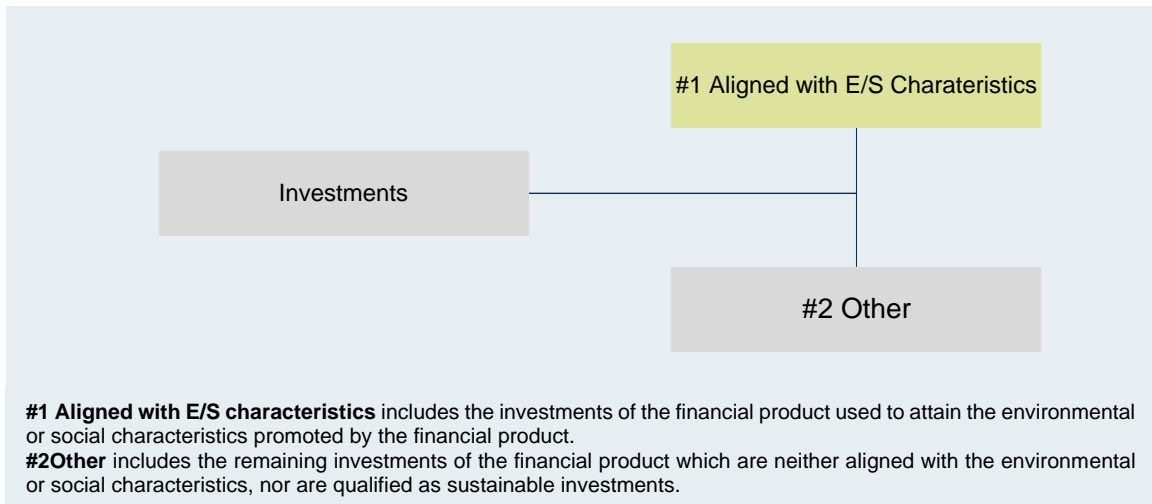 #1 Aligned with E/S Charateristics
Investments
#2 Other
#1 Aligned with E/S characteristics includes the investments of the financial product used to attain the environmental
or social characteristics promoted by the financial product.
#2Other includes the remaining investments of the financial product which are neither aligned with the environmental
or social characteristics, nor are qualified as sustainable investments.